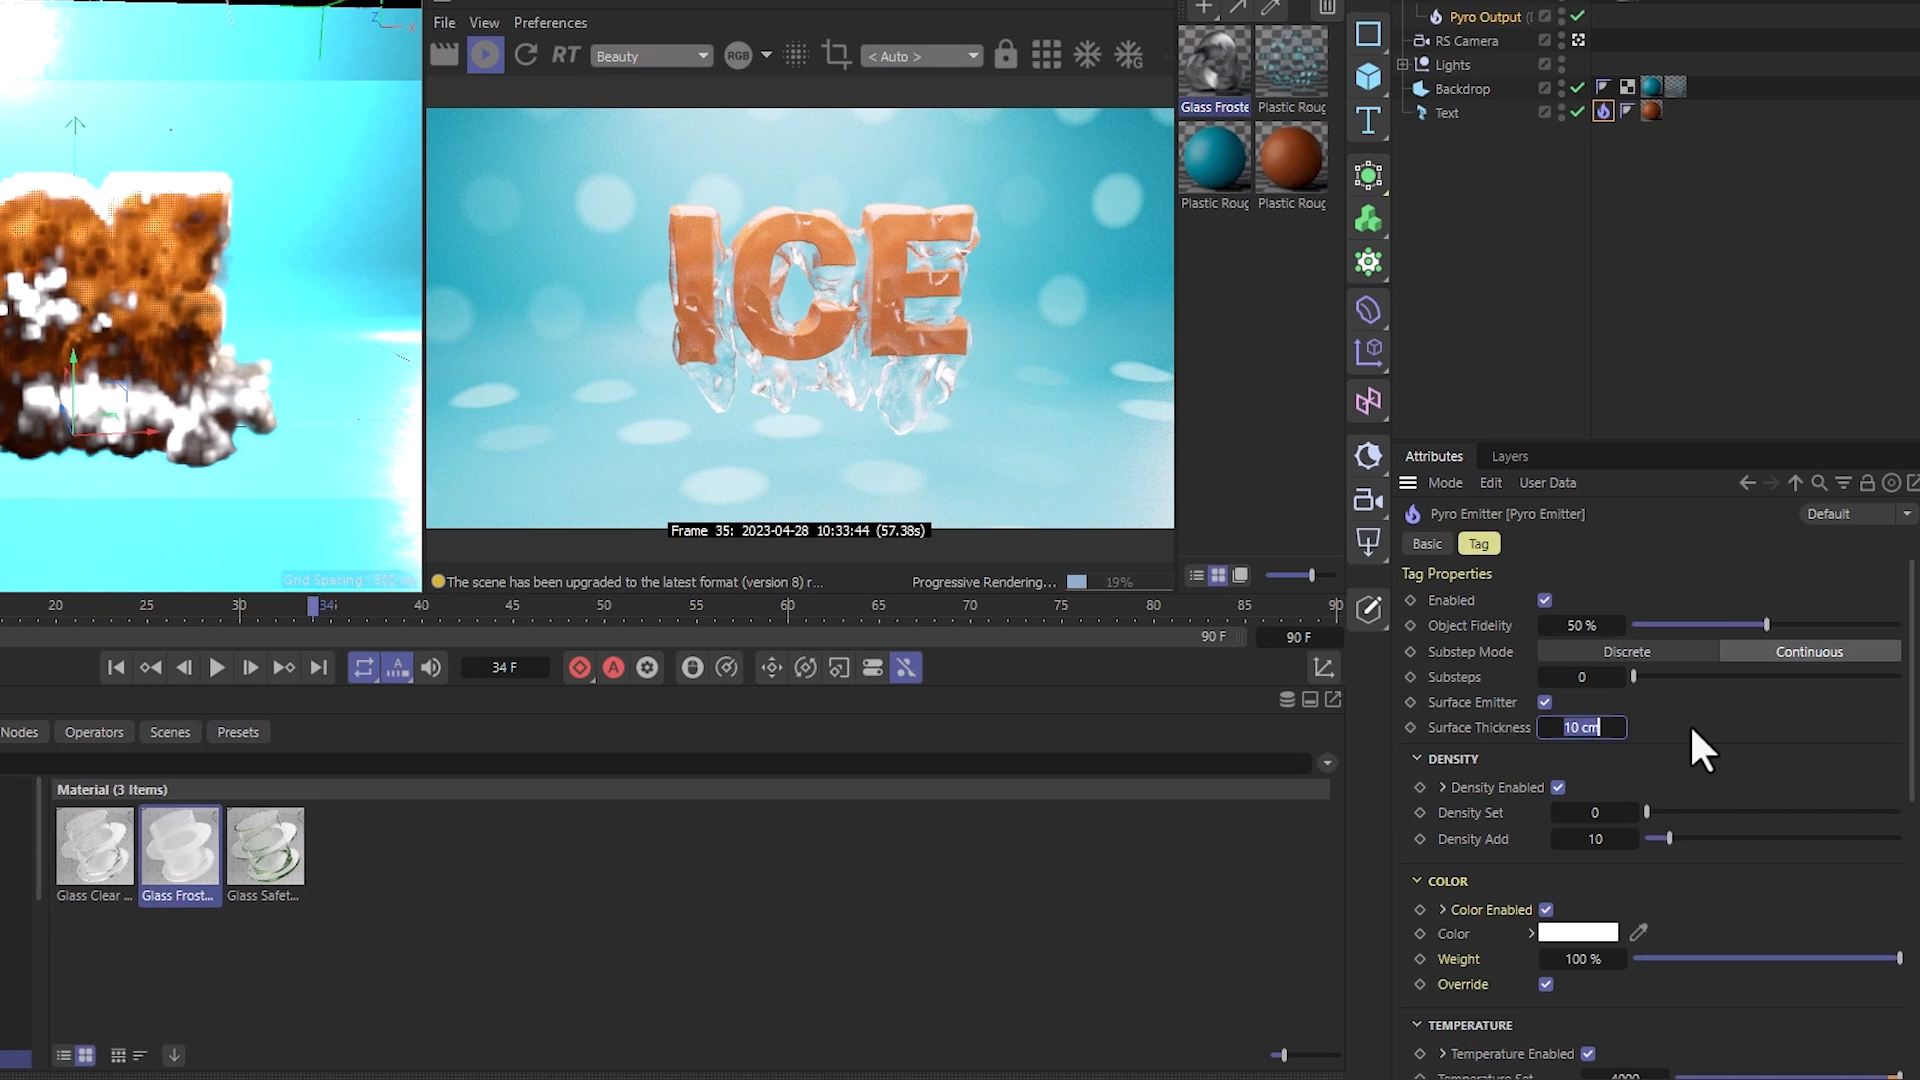 File View Preferences
RT Beauty RGB < Auto >
Z
X
ICE
Frame 35: 2023-04-28 10:33:44 (57.38s)
The scene has been upgraded to the latest format (version 8) r...
Progressive Rendering... 19%
Glass Froste Plastic Roug
Plastic Roug Plastic Roug
Pyro Output
RS Camera
Lights
Backdrop
Text
20 25 30 34 40 45 50 55 60 65 70 75 80 85 90
90 F 90 F
34 F
Nodes Operators Scenes Presets
Material (3 Items)
Glass Clear ... Glass Frost... Glass Safet...
Attributes Layers
Mode Edit User Data
Pyro Emitter [Pyro Emitter] Default
Basic Tag
Tag Properties
Enabled
Object Fidelity 50 %
Substep Mode Discrete Continuous
Substeps 0
Surface Emitter
Surface Thickness 10 cm
DENSITY
Density Enabled
Density Set 0
Density Add 10
COLOR
Color Enabled
Color
Weight 100 %
Override
TEMPERATURE
Temperature Enabled
Temperature Set 4000